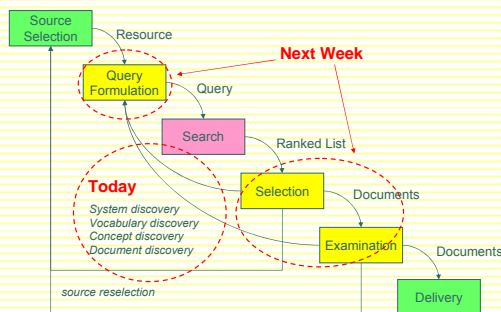 Source
Selection
Resource
Next Week
Query
Formulation
Query
Search
Ranked List
Today
System discovery
Vocabulary discovery
Concept discovery
Document discovery
Selection
Documents
Examination
Documents
source reselection
Delivery